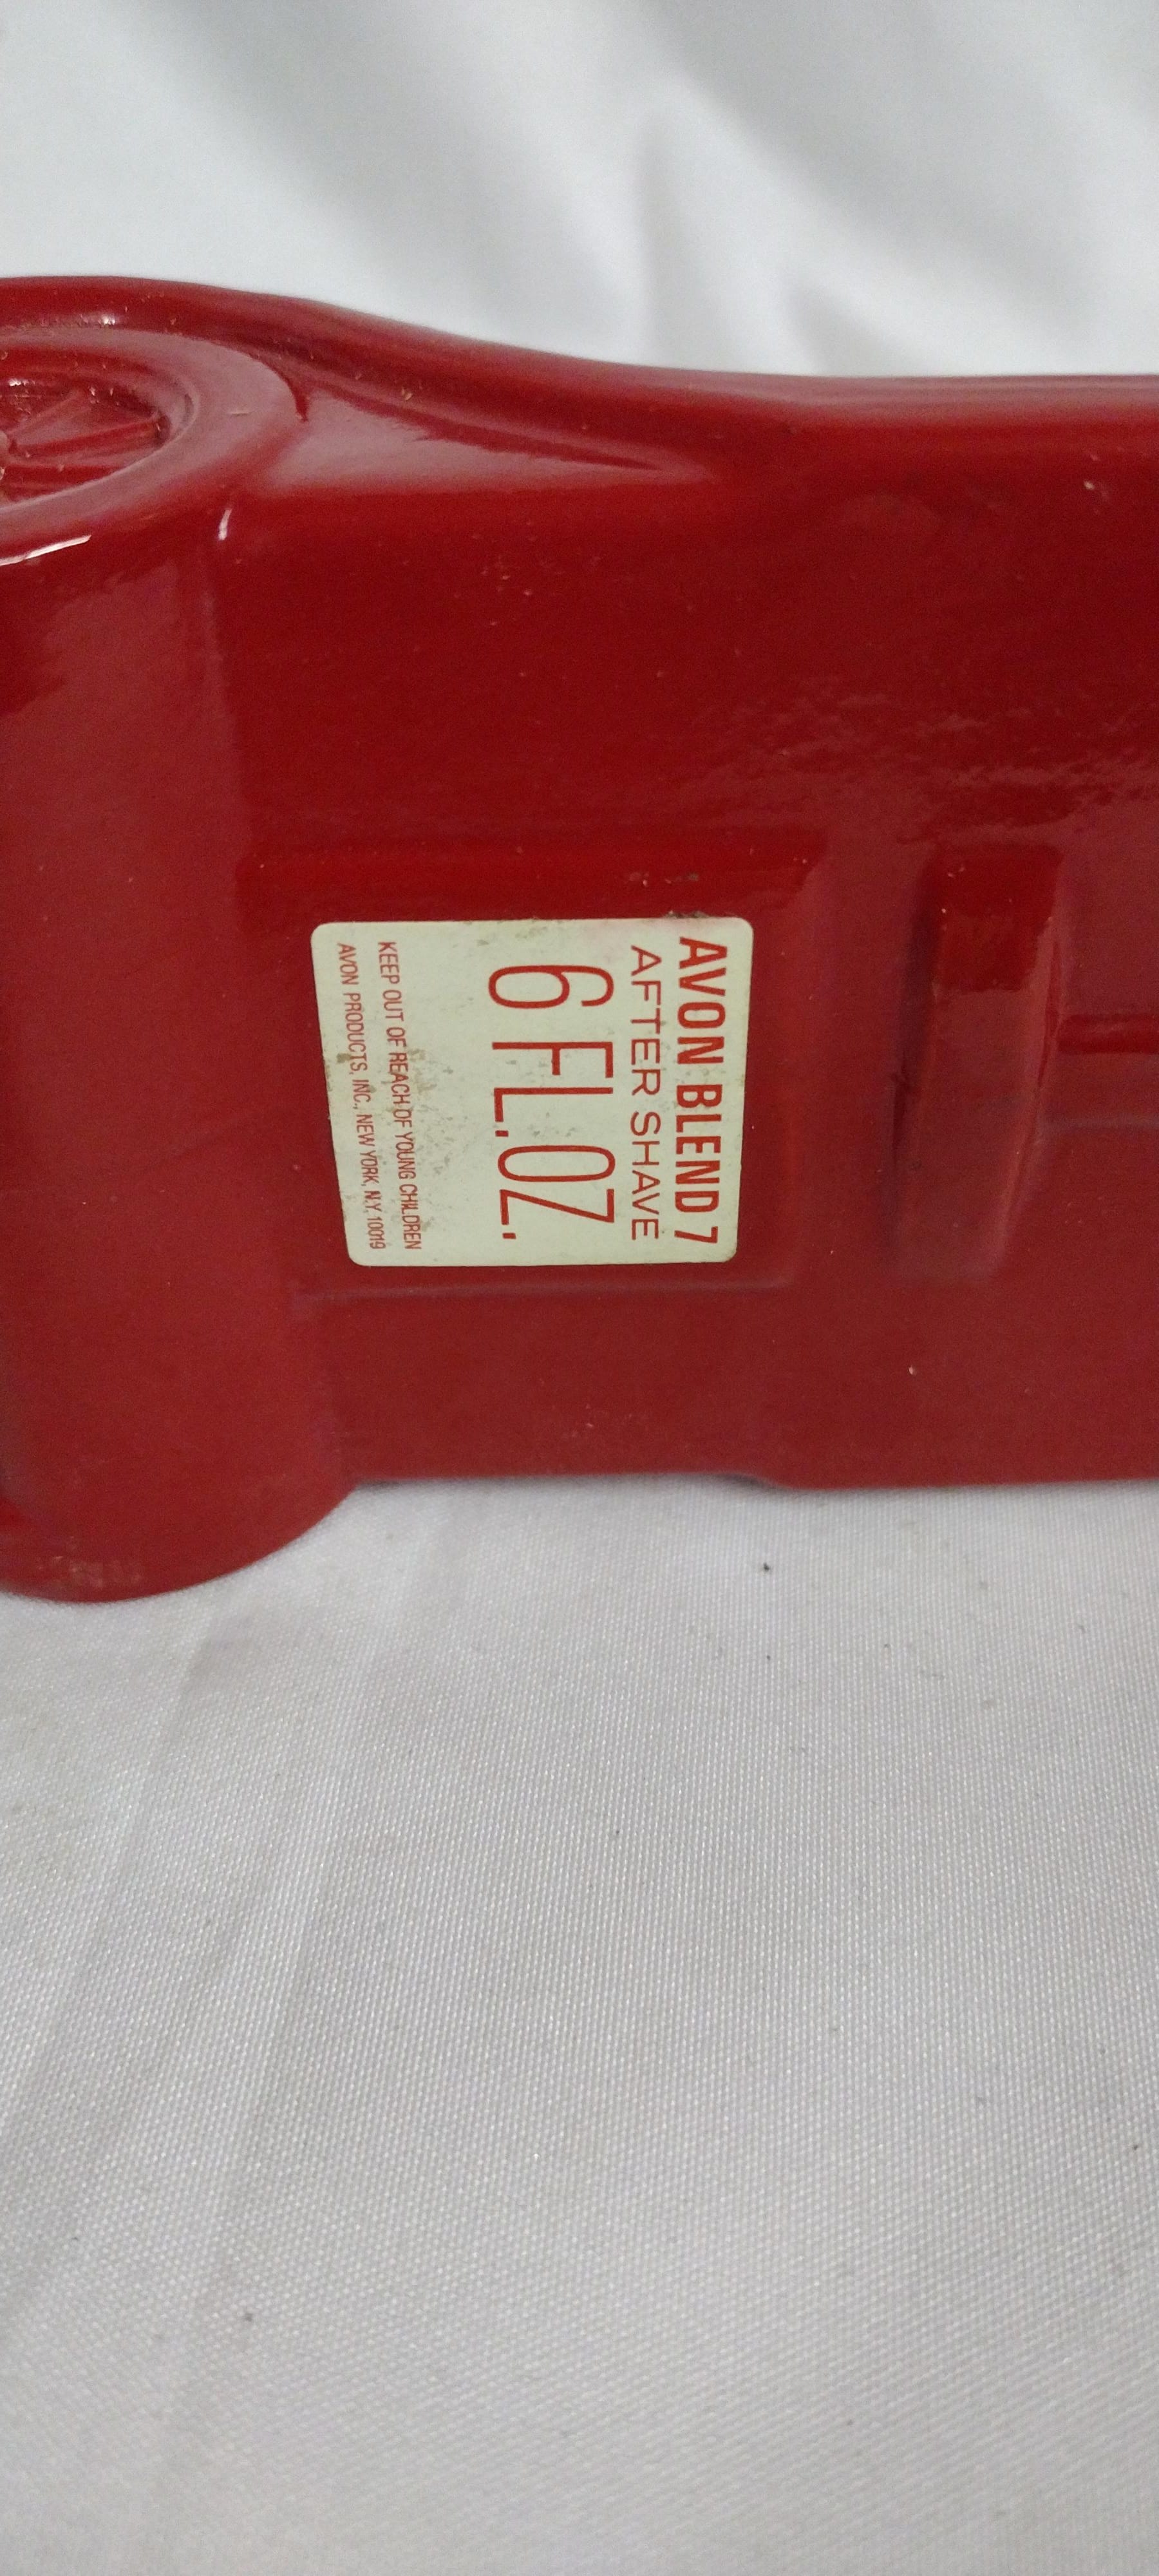 AVON BLEND 7
AFTER SHAVE
6 FL.OZ.
KEEP OUT OF REACH OF YOUNG CHILDREN
AVON PRODUCTS, INC., NEW YORK, N.Y. 10019